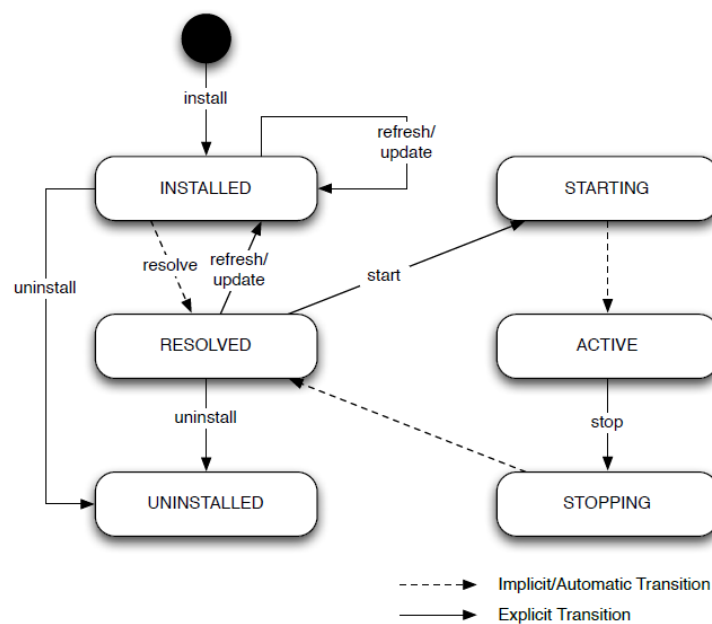 install
refresh/
update
INSTALLED
STARTING
resolve
refresh/
update
uninstall
start
RESOLVED
ACTIVE
uninstall
stop
UNINSTALLED
STOPPING
Implicit/Automatic Transition
Explicit Transition